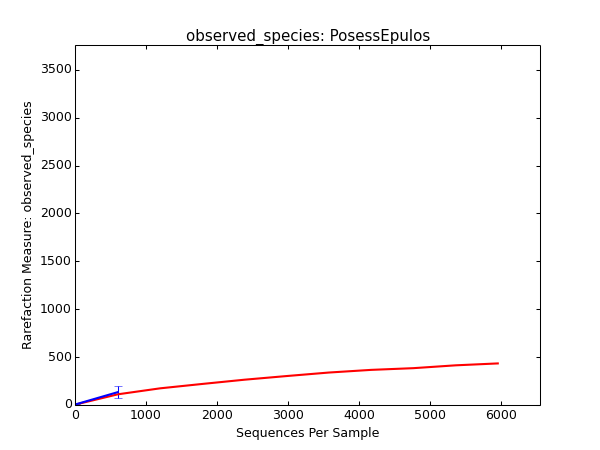 observed_species: PosessEpulos
3500
3000
2500
2000
1500
1000
500
0
Rarefaction Measure: observed_species
0 1000 2000 3000 4000 5000 6000
Sequences Per Sample